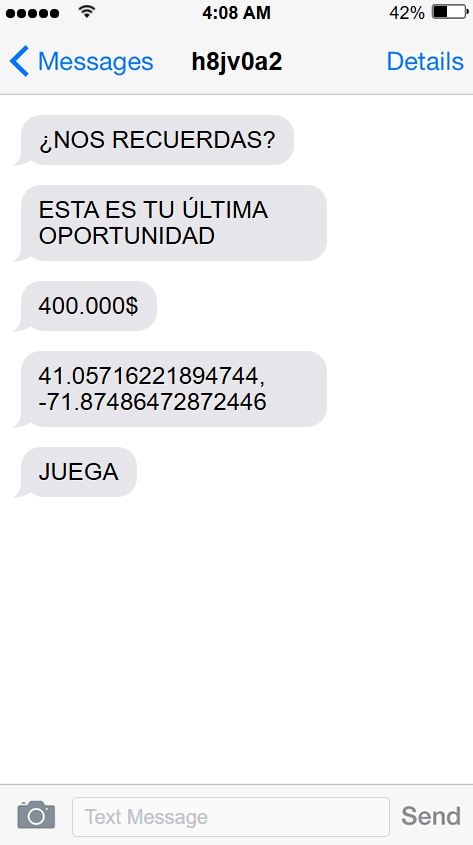 4:08 AM 42%
Messages h8jv0a2 Details
¿NOS RECUERDAS?
ESTA ES TU ÚLTIMA
OPORTUNIDAD
400.000$
41.05716221894744,
-71.87486472872446
JUEGA
Text Message Send